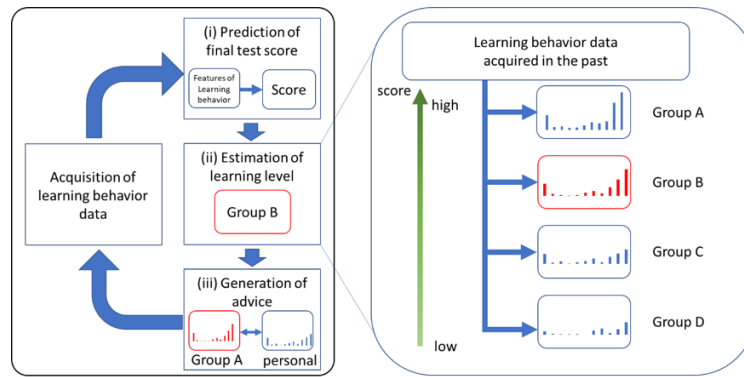 (i) Prediction of
final test score
Features of
Learning
behavior
Score
(ii) Estimation of
learning level
Group B
(iii) Generation of
advice
Group A
personal
Acquisition of
learning behavior
data
Learning behavior data
acquired in the past
score
high
low
Group A
Group B
Group C
Group D